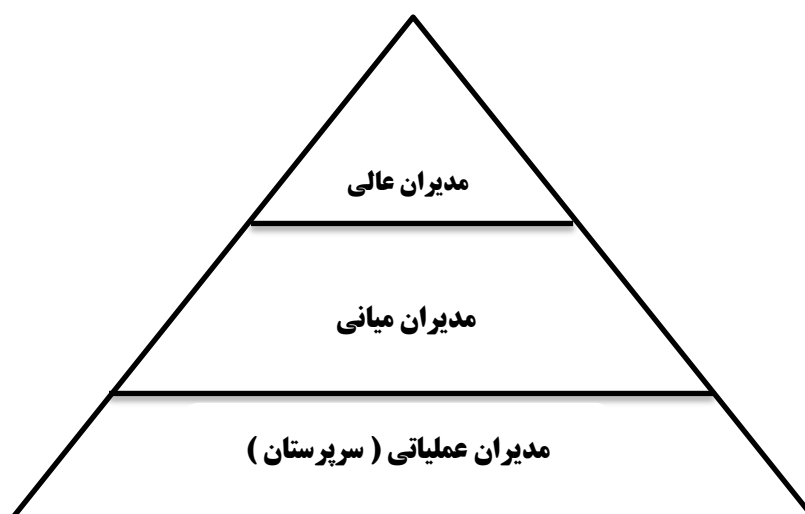 مدیران عالی
مدیران میانی
مدیران عملیاتی ( سرپرستان )